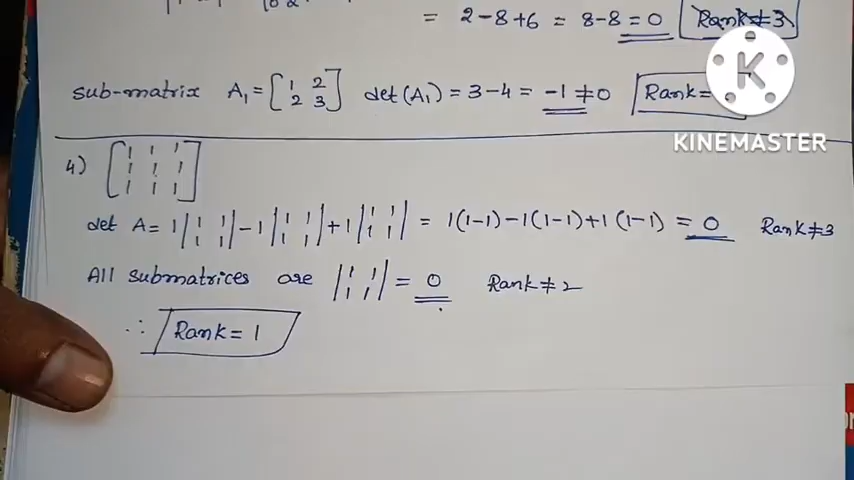 = 2-8+6 = 8-8 = 0 Rank≠3
sub-matrix A₁ = [1 2; 2 3] det(A₁) = 3-4 = -1 ≠0 Rank=
KINEMASTER
4) [1 1 1; 1 1 1; 1 1 1]
det A = 1|1 1; 1 1| - 1|1 1; 1 1| + 1|1 1; 1 1| = 1(1-1)-1(1-1)+1(1-1) = 0 Rank≠3
All submatrices are |1 1; 1 1| = 0 Rank≠2
∴ Rank = 1